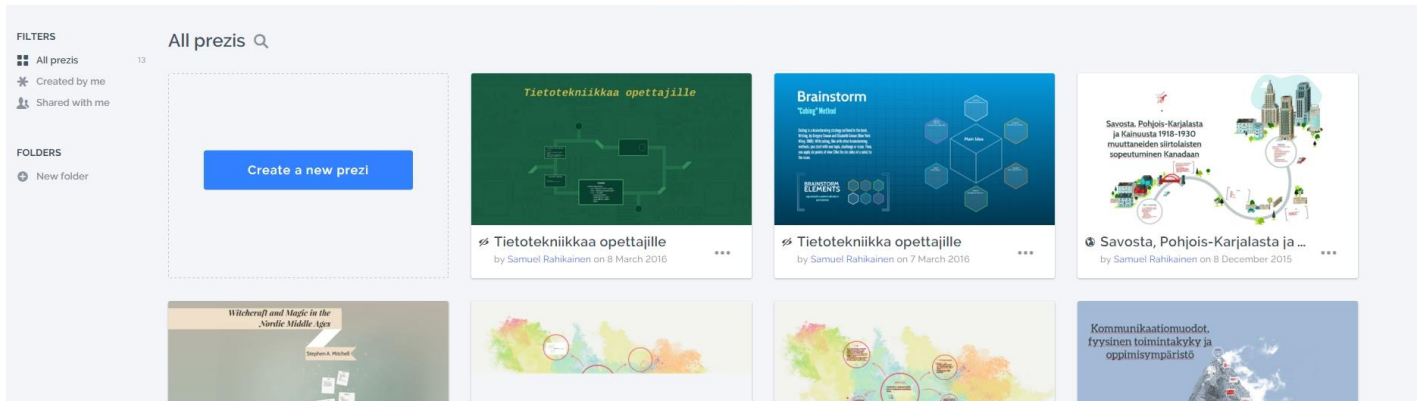 FILTERS
All prezis 13
Created by me
Shared with me
FOLDERS
New folder
All prezis
Create a new prezi
Tietotekniikkaa opettajille
Tietotekniikkaa opettajille
by Samuel Rahikainen on 8 March 2016
Brainstorm
"Cubing" Method
Main Idea
BRAINSTORM
ELEMENTS
Tietotekniikka opettajille
by Samuel Rahikainen on 7 March 2016
Savosta, Pohjois-Karjalasta
ja Kainuusta 1918-1930
muuttaneiden siirtolaisten
sopeutuminen Kanadaan
Savosta, Pohjois-Karjalasta ja ...
by Samuel Rahikainen on 8 December 2015
Witchcraft and Magic in the
Nordic Middle Ages
Stephen A. Mitchell
Kommunikaatiomuodot,
fyysinen toimintakyky ja
oppimisympäristö